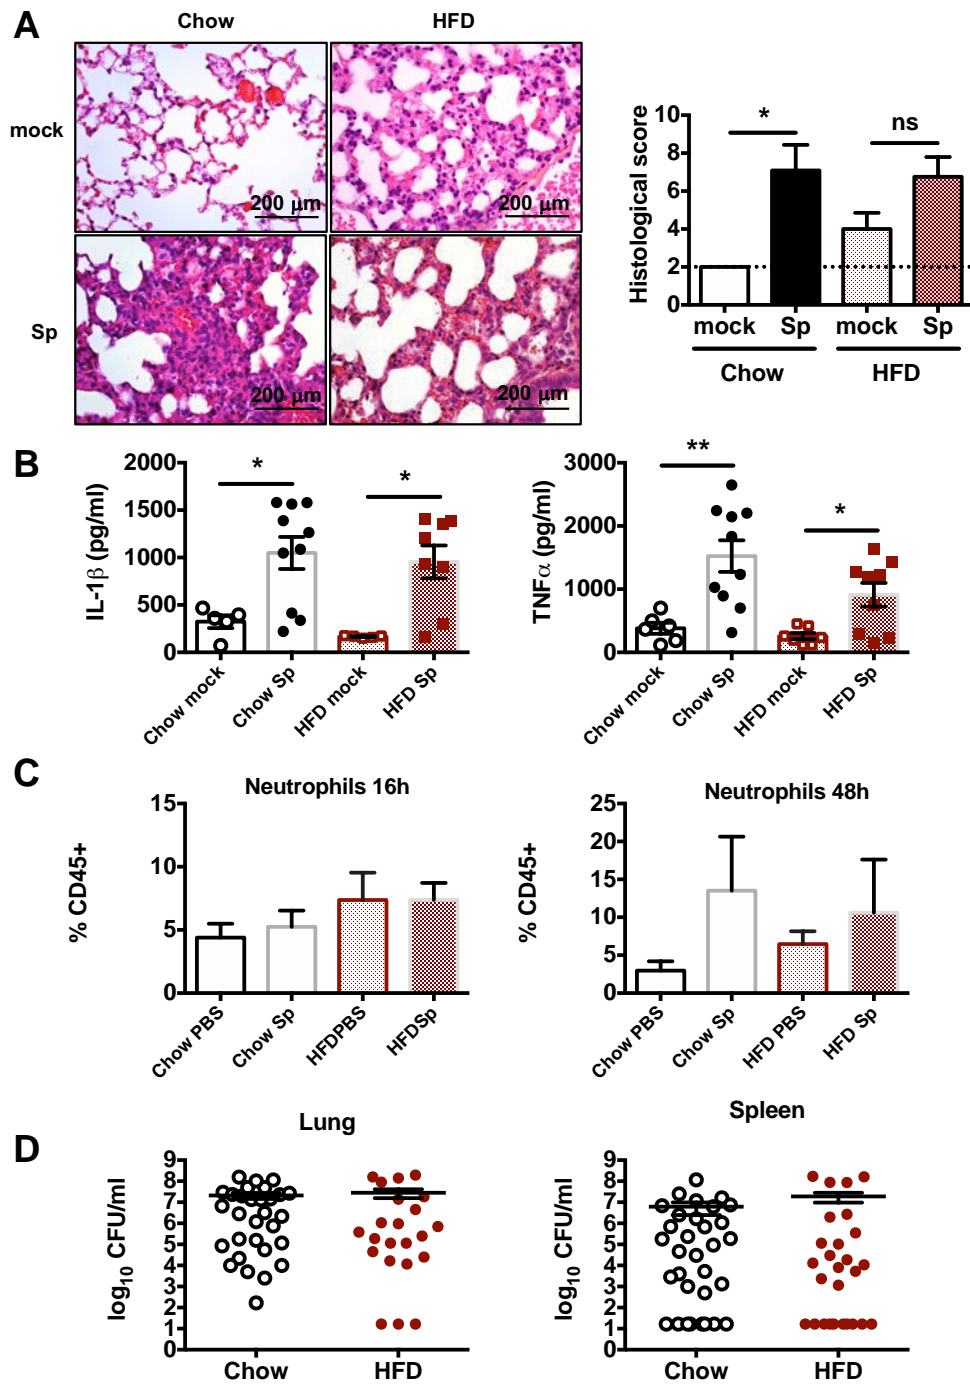 A
Chow
HFD
mock
200 μm
200 μm
Sp
200 μm
200 μm
Histological score
10
8
6
4
2
0
*
ns
mock
Sp
mock
Sp
Chow
HFD
B
IL-1β (pg/ml)
2000
1500
1000
500
0
*
*
Chow mock
Chow Sp
HFD mock
HFD Sp
TNFα (pg/ml)
3000
2000
1000
0
**
*
Chow mock
Chow Sp
HFD mock
HFD Sp
C
Neutrophils 16h
% CD45+
15
10
5
0
Chow PBS
Chow Sp
HFDPBS
HFDSp
Neutrophils 48h
% CD45+
25
20
15
10
5
0
Chow PBS
Chow Sp
HFD PBS
HFD Sp
D
Lung
log10 CFU/ml
9
8
7
6
5
4
3
2
1
0
Chow
HFD
Spleen
log10 CFU/ml
9
8
7
6
5
4
3
2
1
0
Chow
HFD